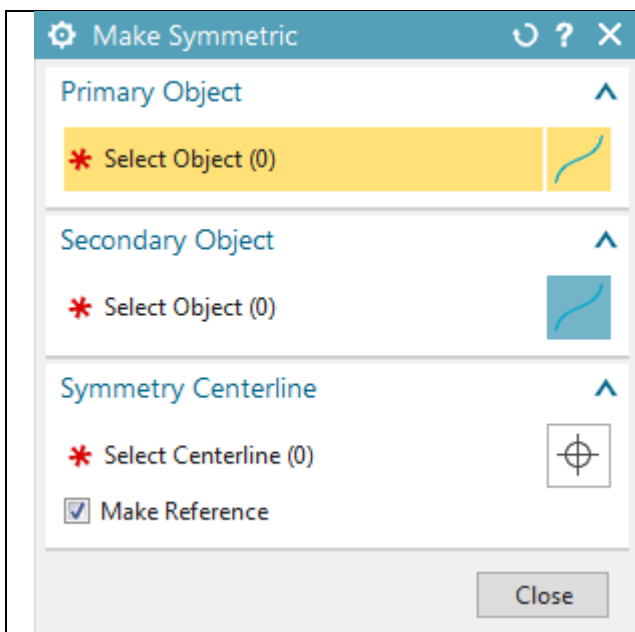 Make Symmetric ?
Primary Object
* Select Object (0)
Secondary Object
* Select Object (0)
Symmetry Centerline
* Select Centerline (0)
Make Reference
Close